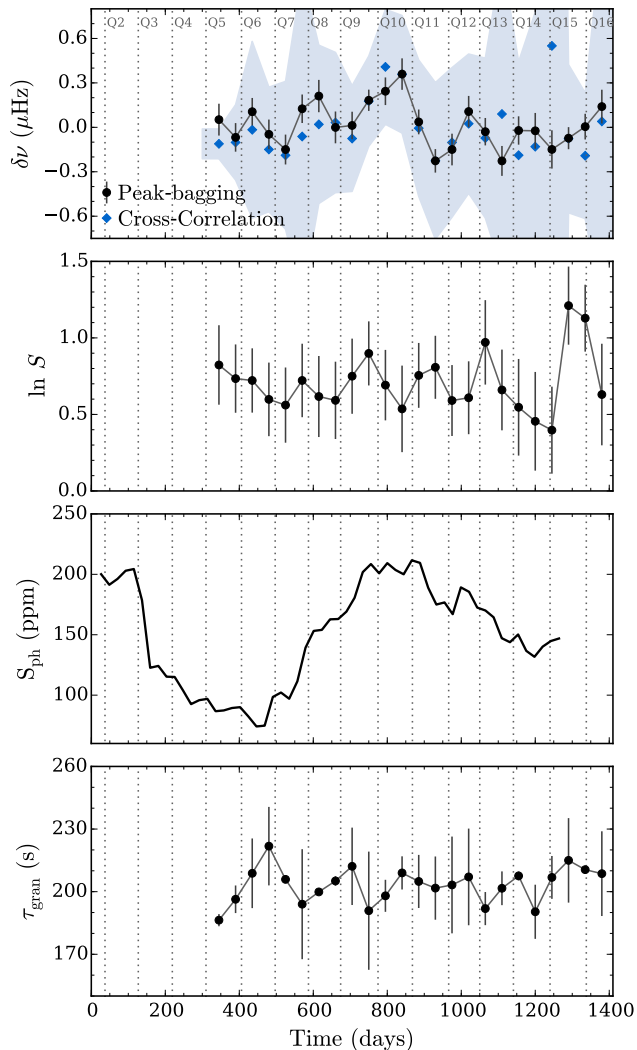 Q2 Q3 Q4 Q5 Q6 Q7 Q8 Q9 Q10 Q11 Q12 Q13 Q14 Q15 Q16
0.6
0.3
0.0
−0.3
−0.6
δν (μHz)
Peak-bagging
Cross-Correlation
1.5
1.0
0.5
0.0
ln S
250
200
150
100
S_ph (ppm)
260
230
200
170
τ_gran (s)
0 200 400 600 800 1000 1200 1400
Time (days)